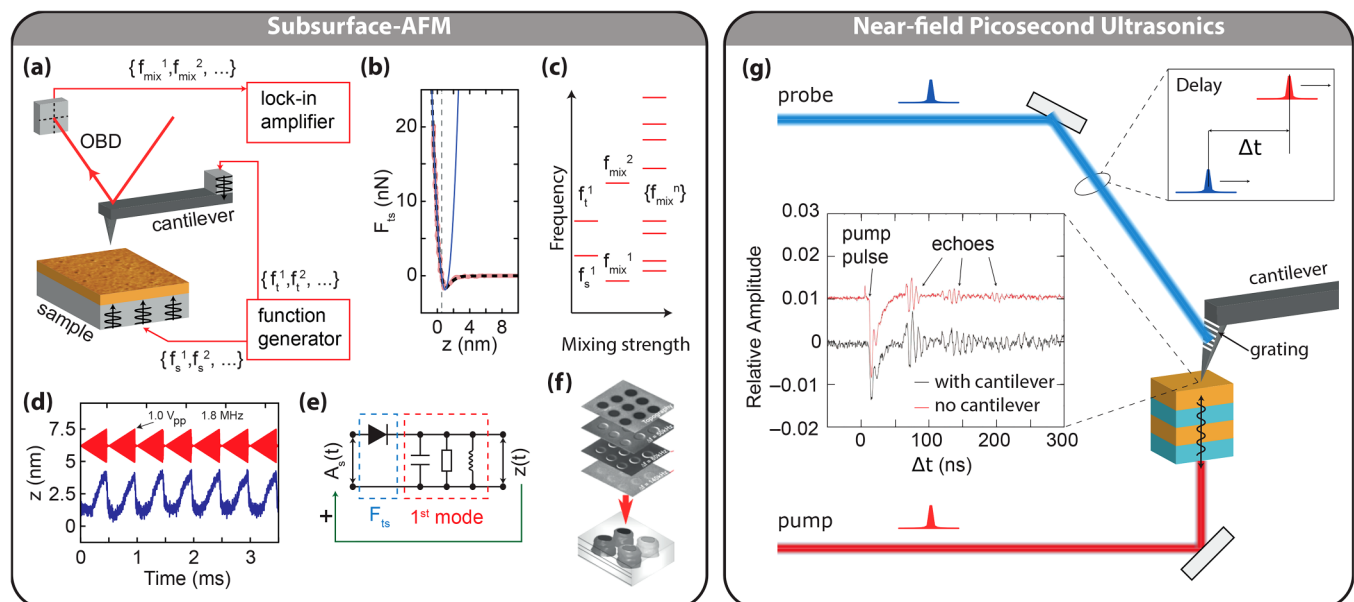 Subsurface-AFM
(a)
{f_mix^1, f_mix^2, ...}
lock-in
amplifier
OBD
cantilever
sample
{f_t^1, f_t^2, ...}
function
generator
{f_s^1, f_s^2, ...}
(b)
F_ts (nN)
20
10
0
0
5
10
z (nm)
(c)
Frequency
f_t^1
f_s^1
f_mix^2
f_mix^1
{f_mix^n}
Mixing strength
(d)
1.0 V_pp
1.8 MHz
z (nm)
7.5
5
2.5
0
0
1
2
3
Time (ms)
(e)
A_s(t)
z(t)
+
F_ts
1st mode
(f)
Near-field Picosecond Ultrasonics
(g)
probe
Delay
Δt
cantilever
grating
Relative Amplitude
0.03
0.02
0.01
0
−0.01
−0.02
pump
pulse
echoes
with cantilever
no cantilever
0
100
200
300
Δt (ns)
pump